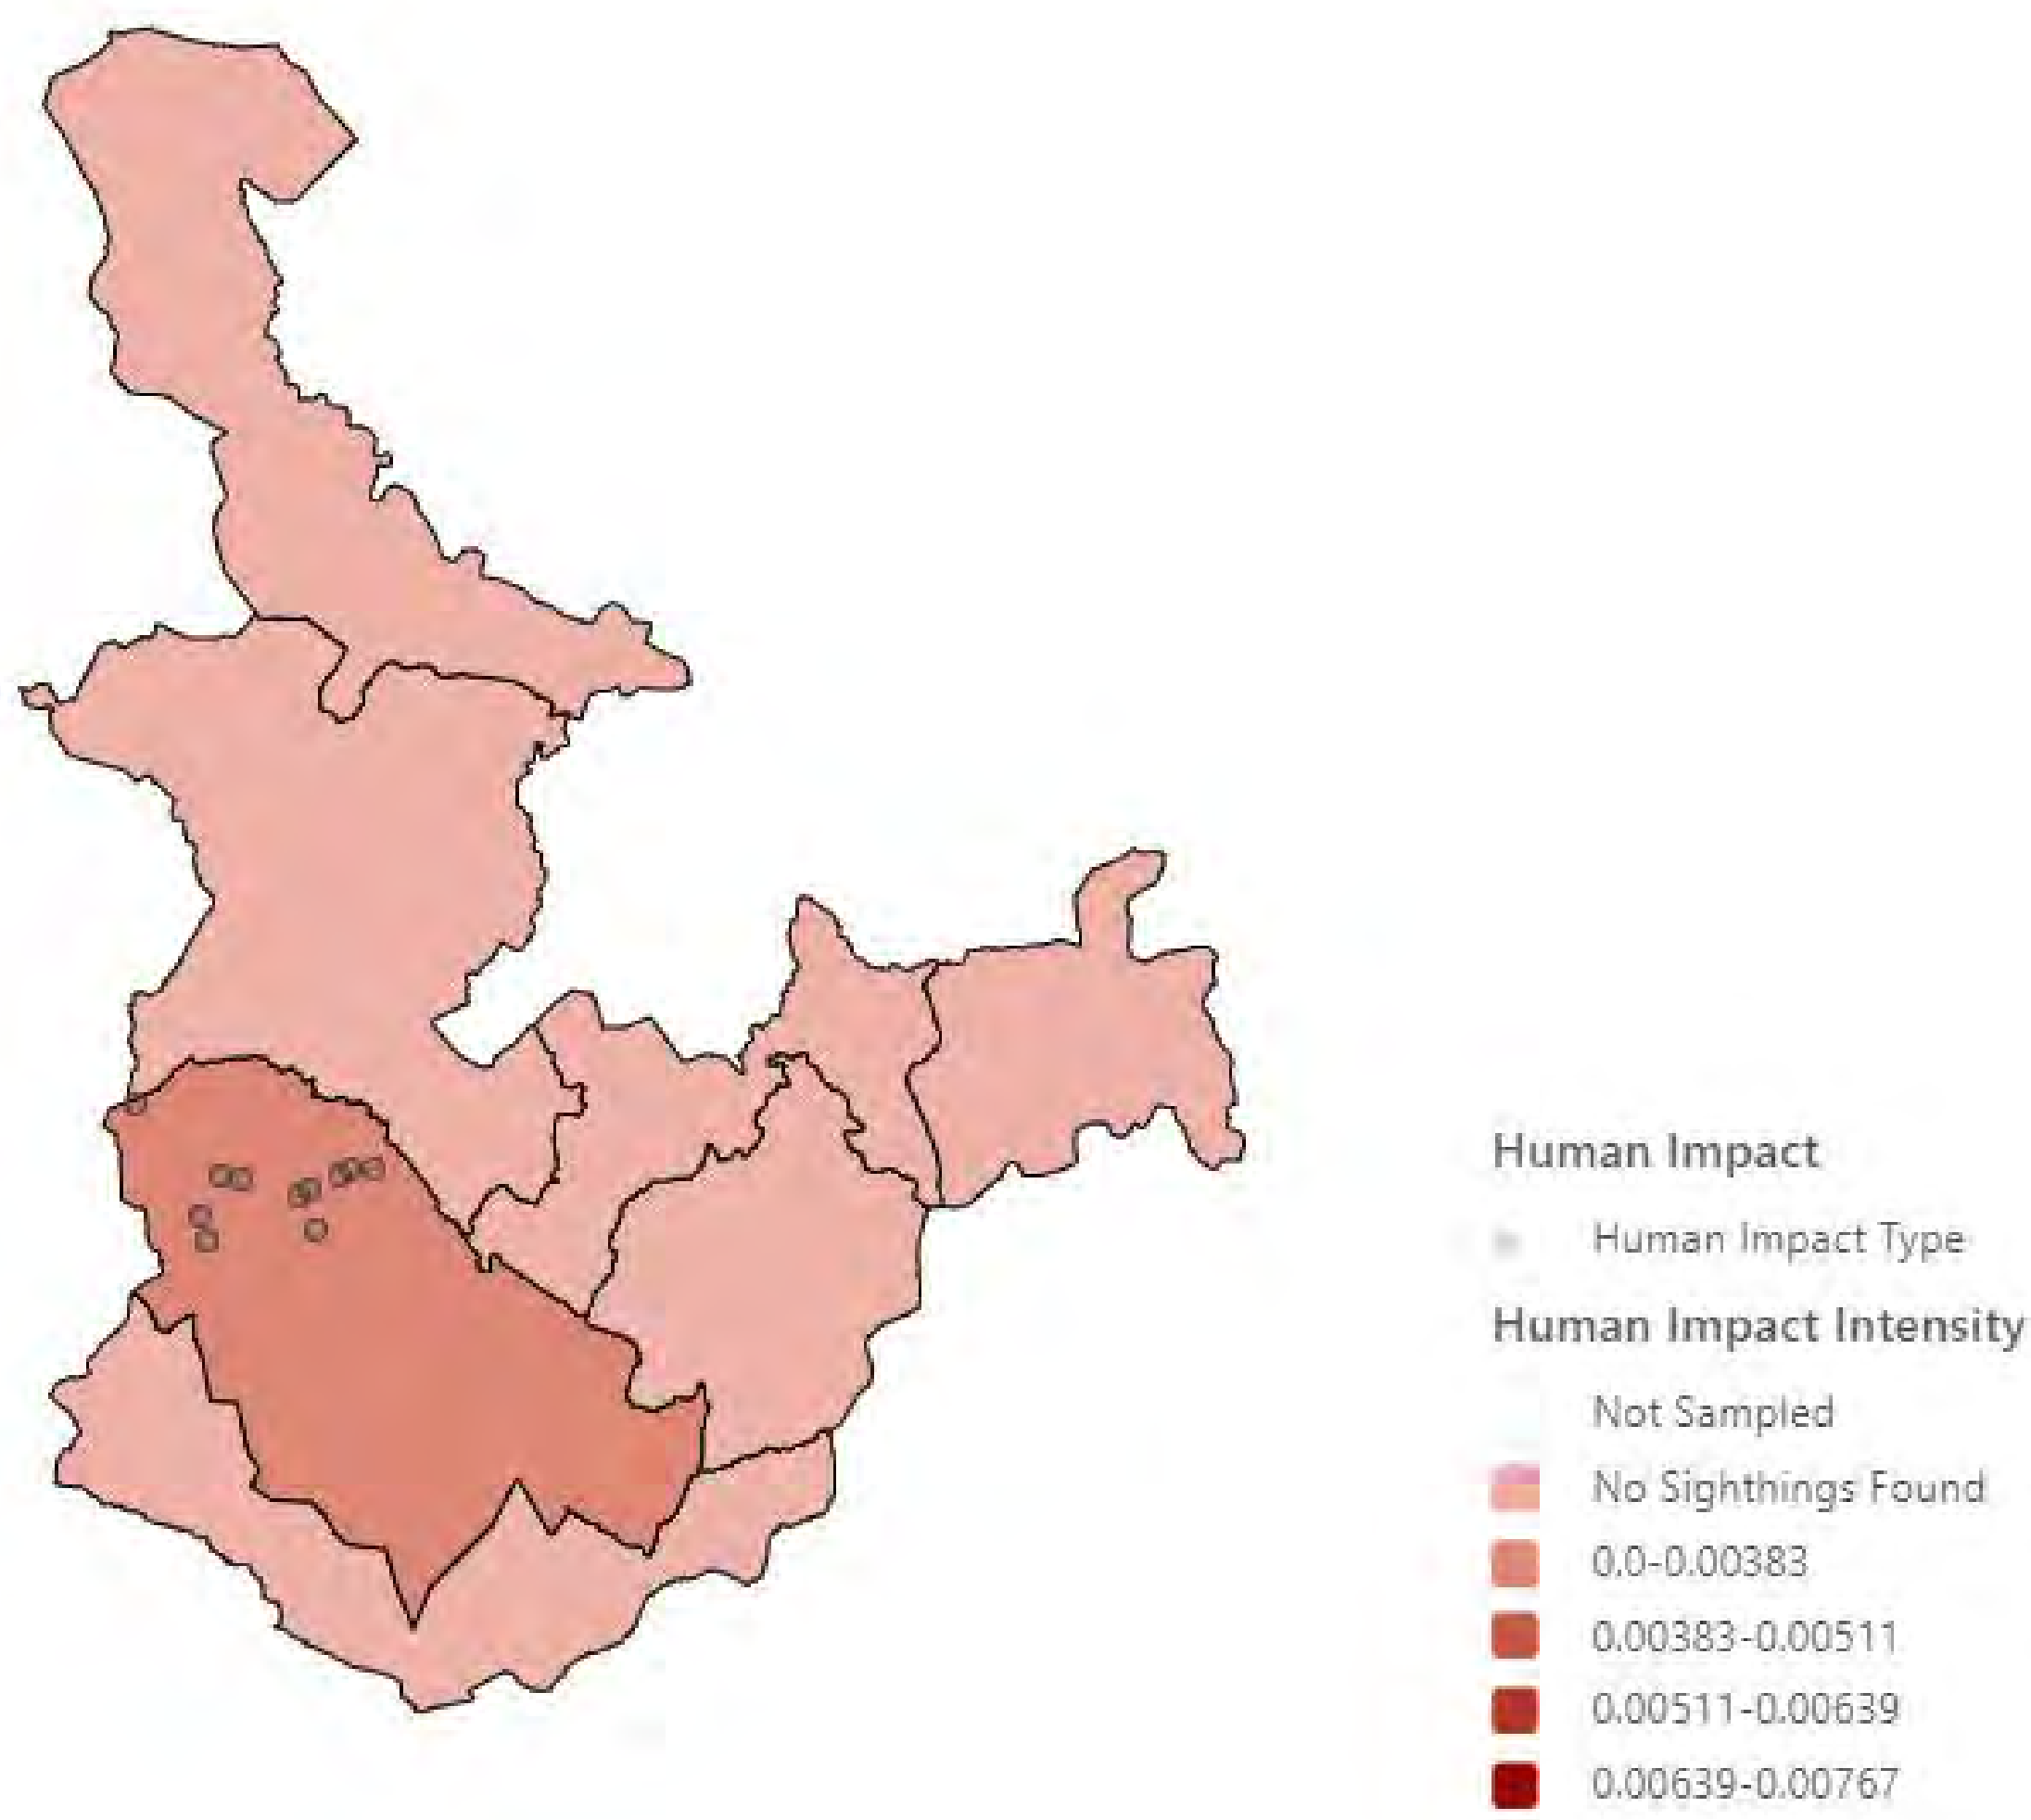 Human Impact
Human Impact Type
Human Impact Intensity
Not Sampled
No Sighthings Found
0.0-0.00383
0.00383-0.00511
0.00511-0.00639
0.00639-0.00767